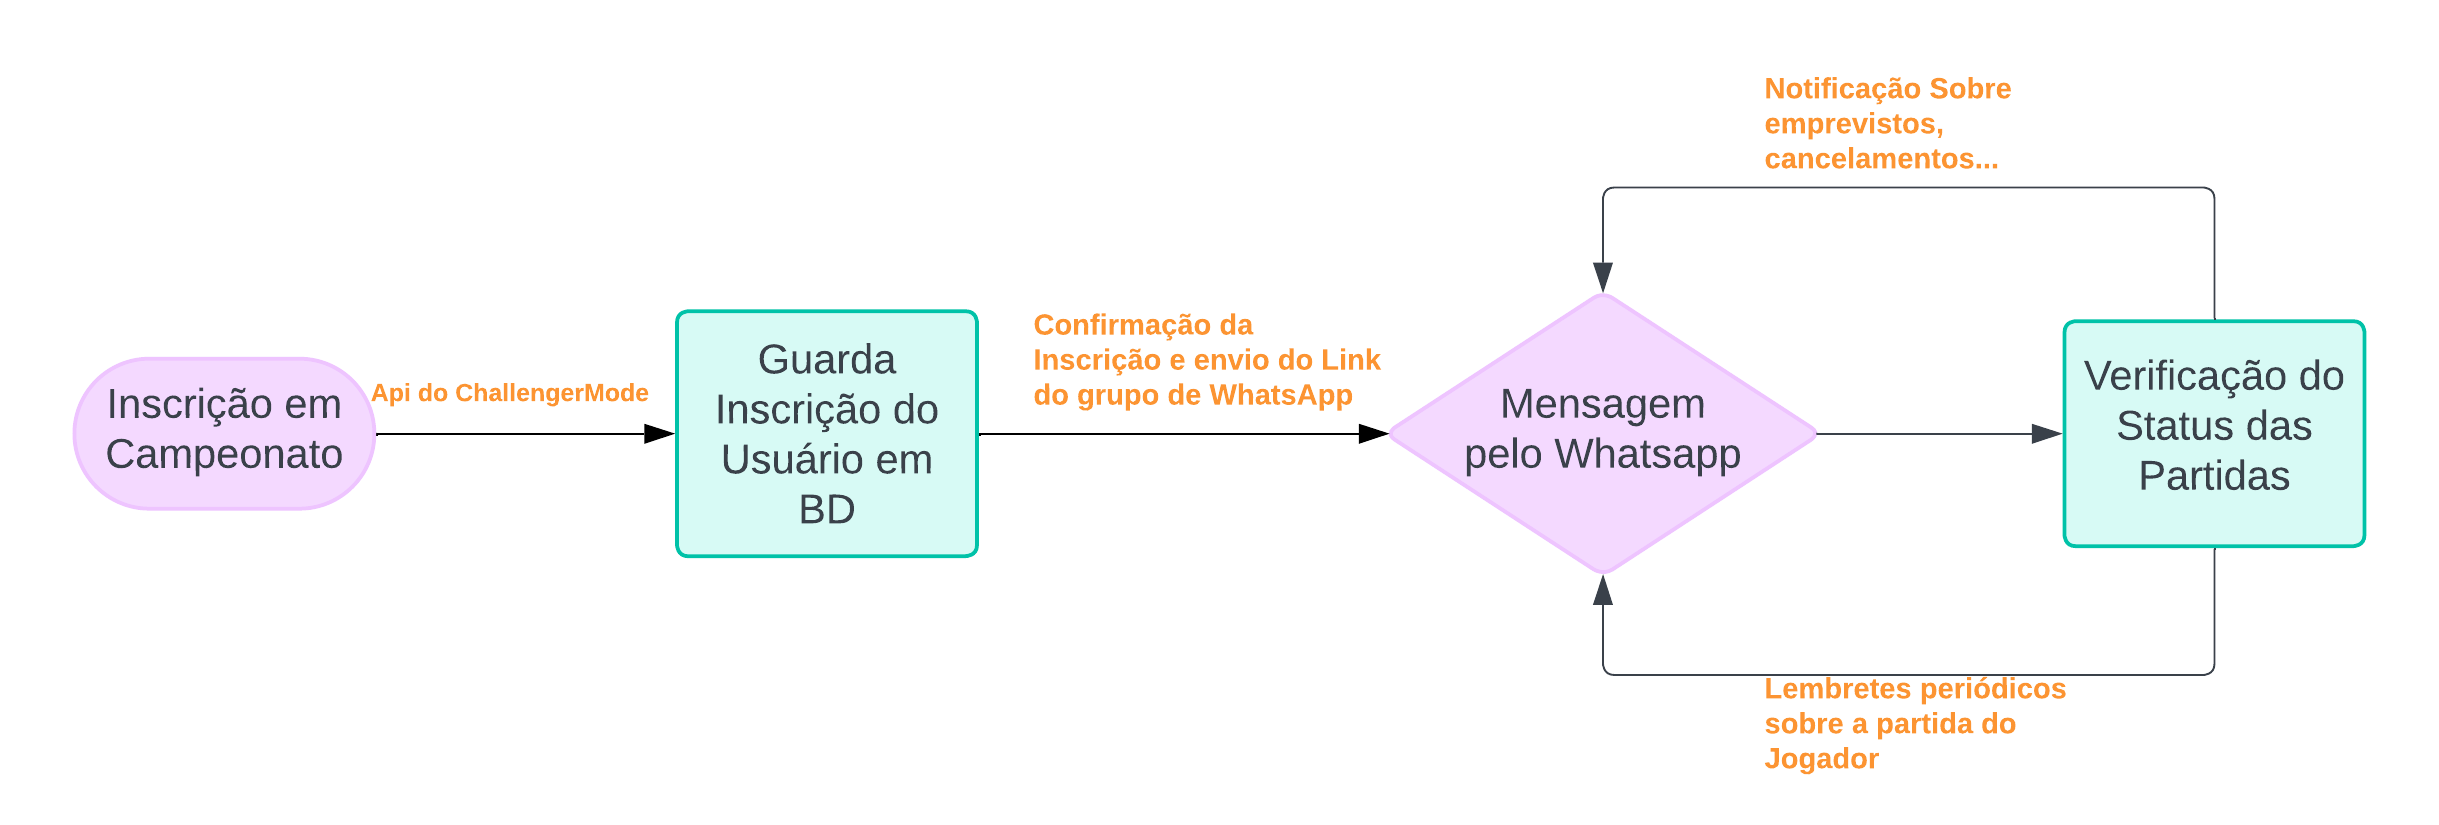 Inscrição em
Campeonato
Api do ChallengerMode
Guarda
Inscrição do
Usuário em
BD
Confirmação da
Inscrição e envio do Link
do grupo de WhatsApp
Mensagem
pelo Whatsapp
Notificação Sobre
emprevistos,
cancelamentos...
Verificação do
Status das
Partidas
Lembretes periódicos
sobre a partida do
Jogador